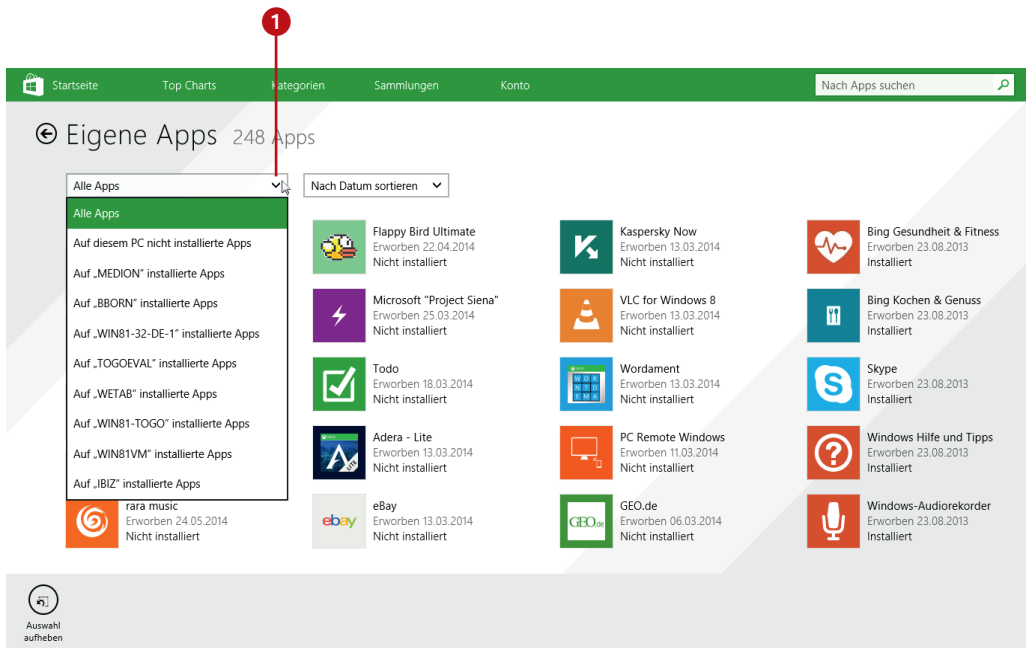 1
Startseite Top Charts Kategorien Sammlungen Konto Nach Apps suchen
Eigene Apps 248 Apps
Alle Apps Nach Datum sortieren
Alle Apps
Auf diesem PC nicht installierte Apps
Auf „MEDION" installierte Apps
Auf „BBORN" installierte Apps
Auf „WIN81-32-DE-1" installierte Apps
Auf „TOGOEVAL" installierte Apps
Auf „WETAB" installierte Apps
Auf „WIN81-TOGO" installierte Apps
Auf „WIN81VM" installierte Apps
Auf „IBIZ" installierte Apps
rara music
Erworben 24.05.2014
Nicht installiert
Flappy Bird Ultimate
Erworben 22.04.2014
Nicht installiert
Microsoft "Project Siena"
Erworben 25.03.2014
Nicht installiert
Todo
Erworben 18.03.2014
Nicht installiert
LITE
Adera - Lite
Erworben 13.03.2014
Nicht installiert
ebay
eBay
Erworben 13.03.2014
Nicht installiert
Kaspersky Now
Erworben 13.03.2014
Nicht installiert
VLC for Windows 8
Erworben 13.03.2014
Nicht installiert
WOR
NTD
EMA
Wordament
Erworben 13.03.2014
Nicht installiert
PC Remote Windows
Erworben 11.03.2014
Nicht installiert
GEO.de
GEO.de
Erworben 06.03.2014
Nicht installiert
Bing Gesundheit & Fitness
Erworben 23.08.2013
Installiert
Bing Kochen & Genuss
Erworben 23.08.2013
Installiert
Skype
Erworben 23.08.2013
Installiert
Windows Hilfe und Tipps
Erworben 23.08.2013
Installiert
Windows-Audiorekorder
Erworben 23.08.2013
Installiert
Auswahl
aufheben